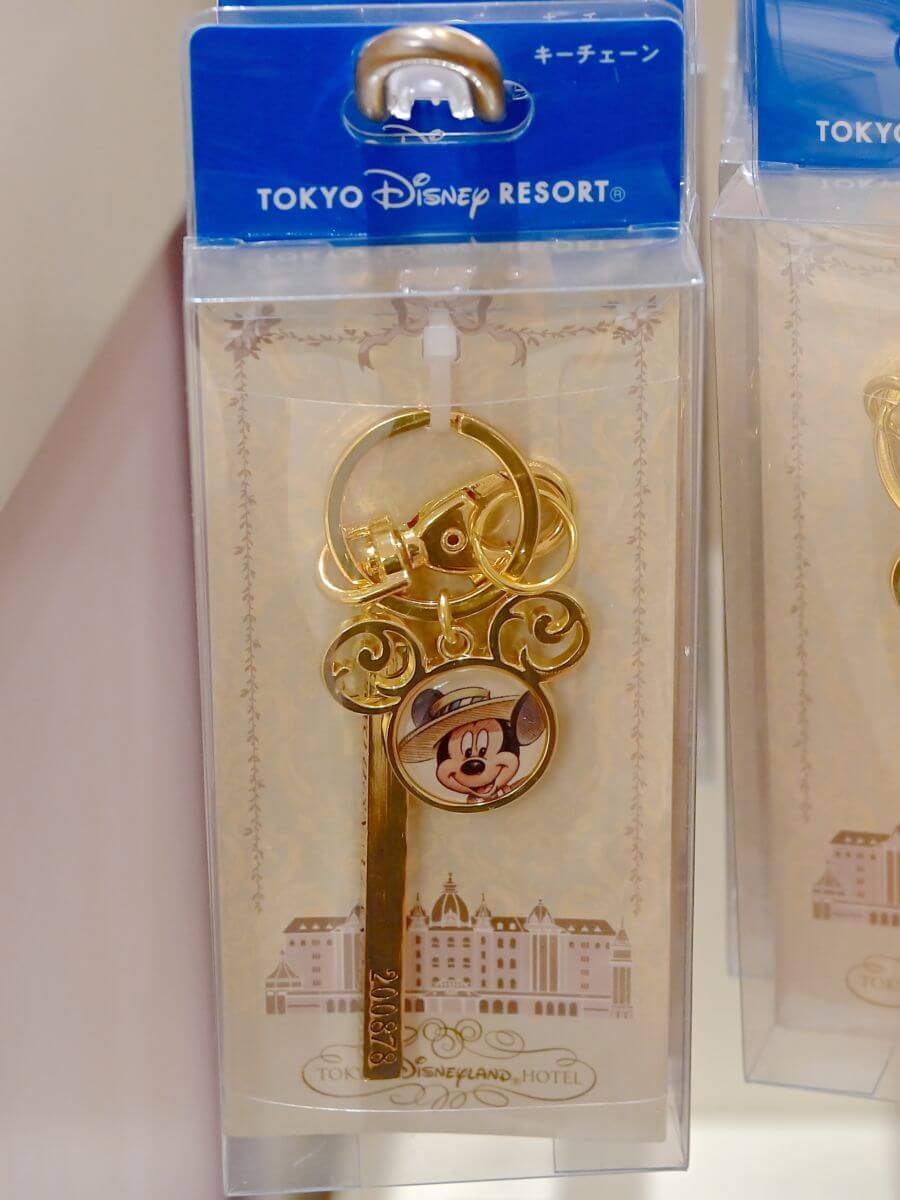 キーチェーン
TOKYO Disney RESORT®
TOKYO
200878
TOKYO DISNEYLAND® HOTEL